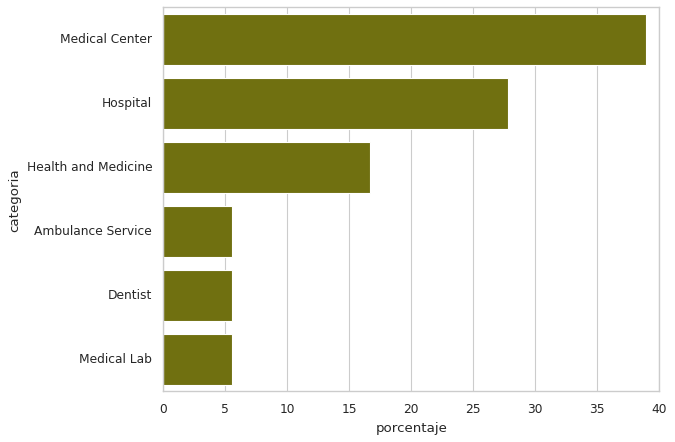 Medical Center
Hospital
Health and Medicine
Ambulance Service
Dentist
Medical Lab
categoria
0 5 10 15 20 25 30 35 40
porcentaje